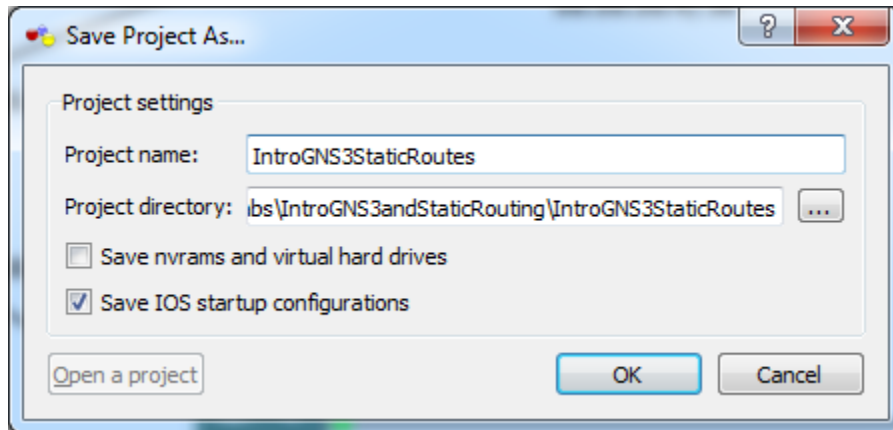 Save Project As...
Project settings
Project name: IntroGNS3StaticRoutes
Project directory: abs\IntroGNS3andStaticRouting\IntroGNS3StaticRoutes ...
Save nvrams and virtual hard drives
Save IOS startup configurations
Open a project OK Cancel